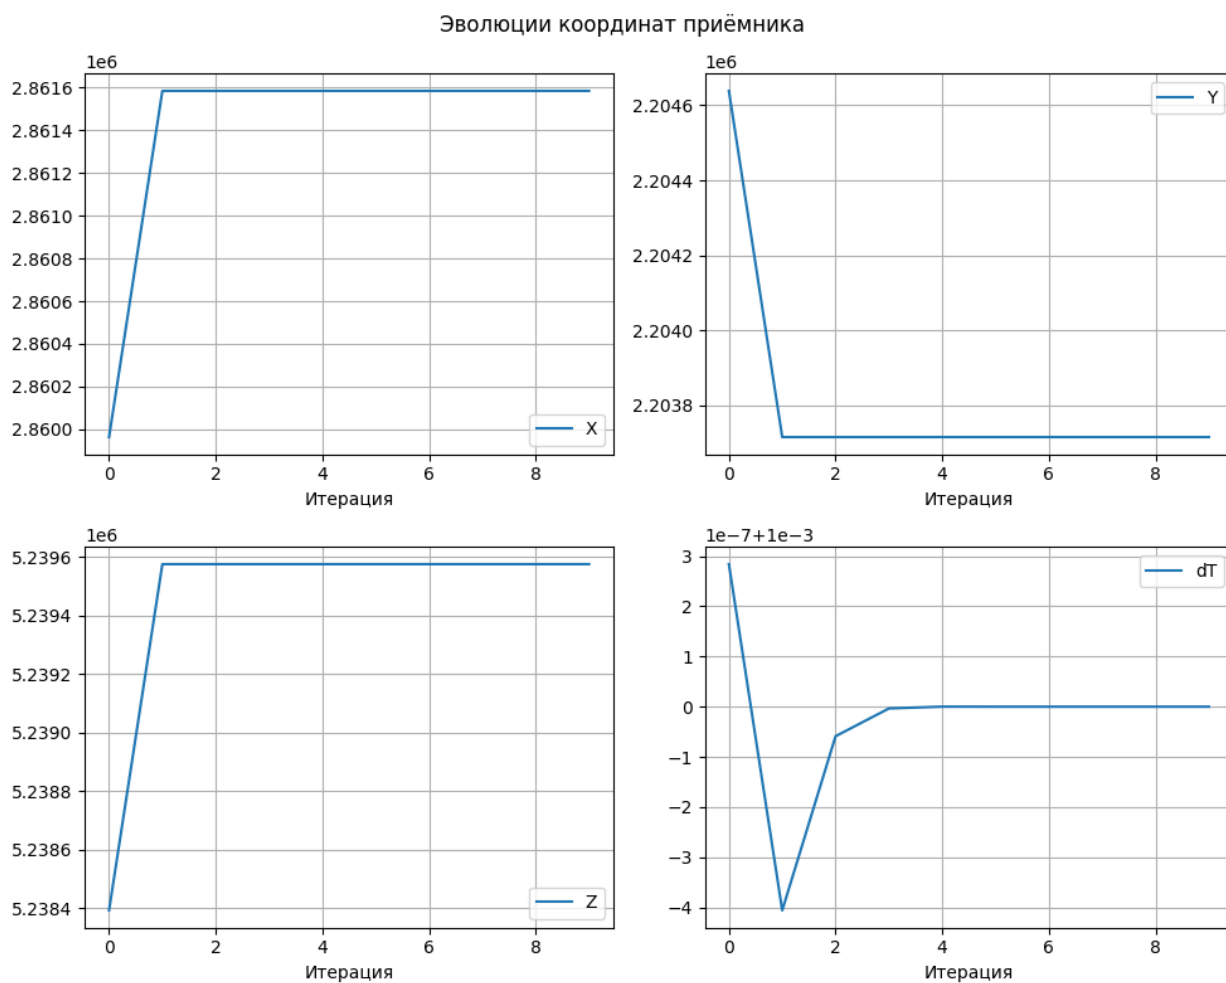 Эволюции координат приёмника
1e6
2.8616
2.8614
2.8612
2.8610
2.8608
2.8606
2.8604
2.8602
2.8600
X
0 2 4 6 8
Итерация
1e6
2.2046
2.2044
2.2042
2.2040
2.2038
Y
0 2 4 6 8
Итерация
1e6
5.2396
5.2394
5.2392
5.2390
5.2388
5.2386
5.2384
Z
0 2 4 6 8
Итерация
1e-7+1e-3
3
2
1
0
−1
−2
−3
−4
dT
0 2 4 6 8
Итерация